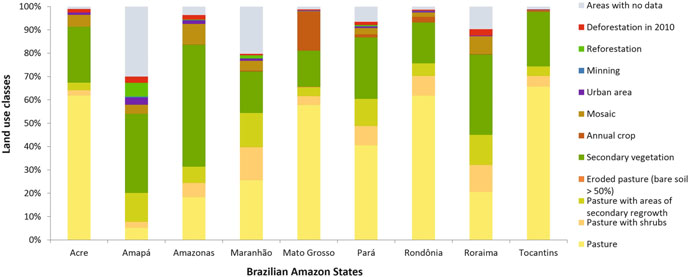 100%
90%
80%
70%
60%
50%
40%
30%
20%
10%
0%
Land use classes
Acre
Amapá
Amazonas
Maranhão
Mato Grosso
Pará
Rondônia
Roraima
Tocantins
Brazilian Amazon States
Areas with no data
Deforestation in 2010
Reforestation
Minning
Urban area
Mosaic
Annual crop
Secondary vegetation
Eroded pasture (bare soil
> 50%)
Pasture with areas of
secondary regrowth
Pasture with shrubs
Pasture